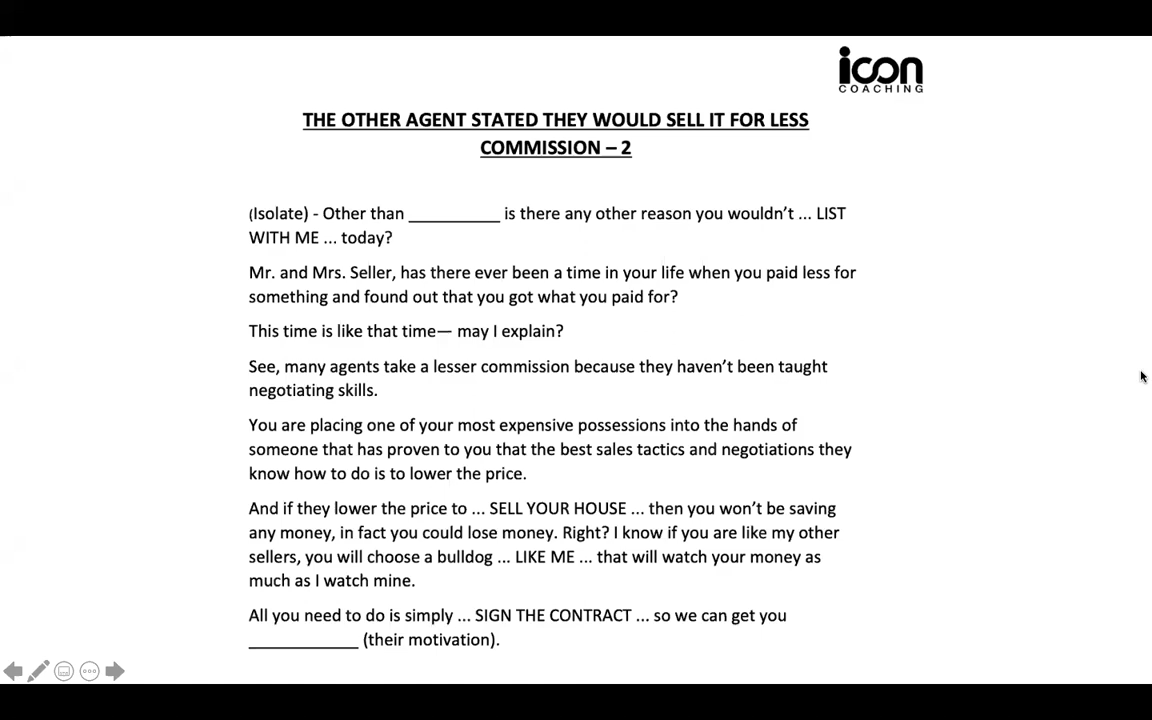 icon
COACHING
THE OTHER AGENT STATED THEY WOULD SELL IT FOR LESS
COMMISSION – 2
(Isolate) - Other than __________ is there any other reason you wouldn’t ... LIST
WITH ME ... today?
Mr. and Mrs. Seller, has there ever been a time in your life when you paid less for
something and found out that you got what you paid for?
This time is like that time— may I explain?
See, many agents take a lesser commission because they haven’t been taught
negotiating skills.
You are placing one of your most expensive possessions into the hands of
someone that has proven to you that the best sales tactics and negotiations they
know how to do is to lower the price.
And if they lower the price to ... SELL YOUR HOUSE ... then you won’t be saving
any money, in fact you could lose money. Right? I know if you are like my other
sellers, you will choose a bulldog ... LIKE ME ... that will watch your money as
much as I watch mine.
All you need to do is simply ... SIGN THE CONTRACT ... so we can get you
____________ (their motivation).